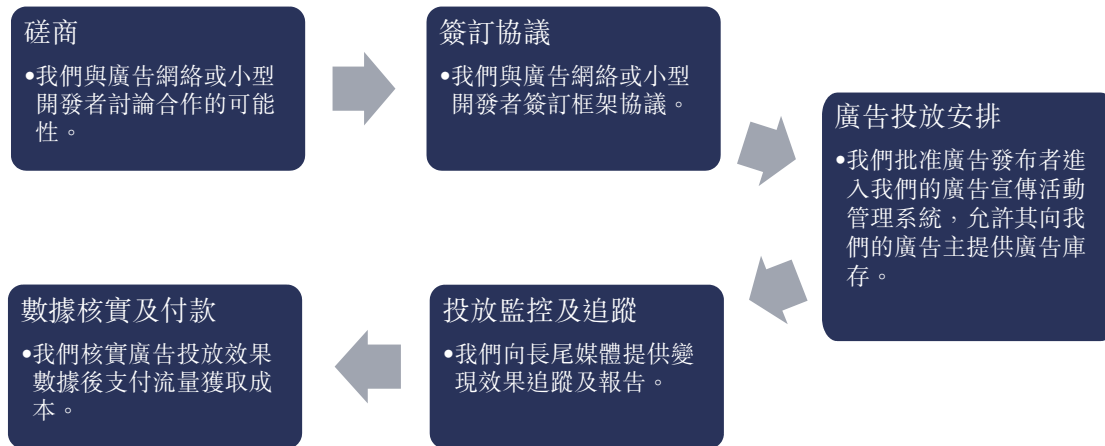 磋商
•我們與廣告網絡或小型
開發者討論合作的可能
性。
簽訂協議
•我們與廣告網絡或小型
開發者簽訂框架協議。
廣告投放安排
•我們批准廣告發布者進
入我們的廣告宣傳活動
管理系統，允許其向我
們的廣告主提供廣告庫
存。
投放監控及追蹤
•我們向長尾媒體提供變
現效果追蹤及報告。
數據核實及付款
•我們核實廣告投放效果
數據後支付流量獲取成
本。